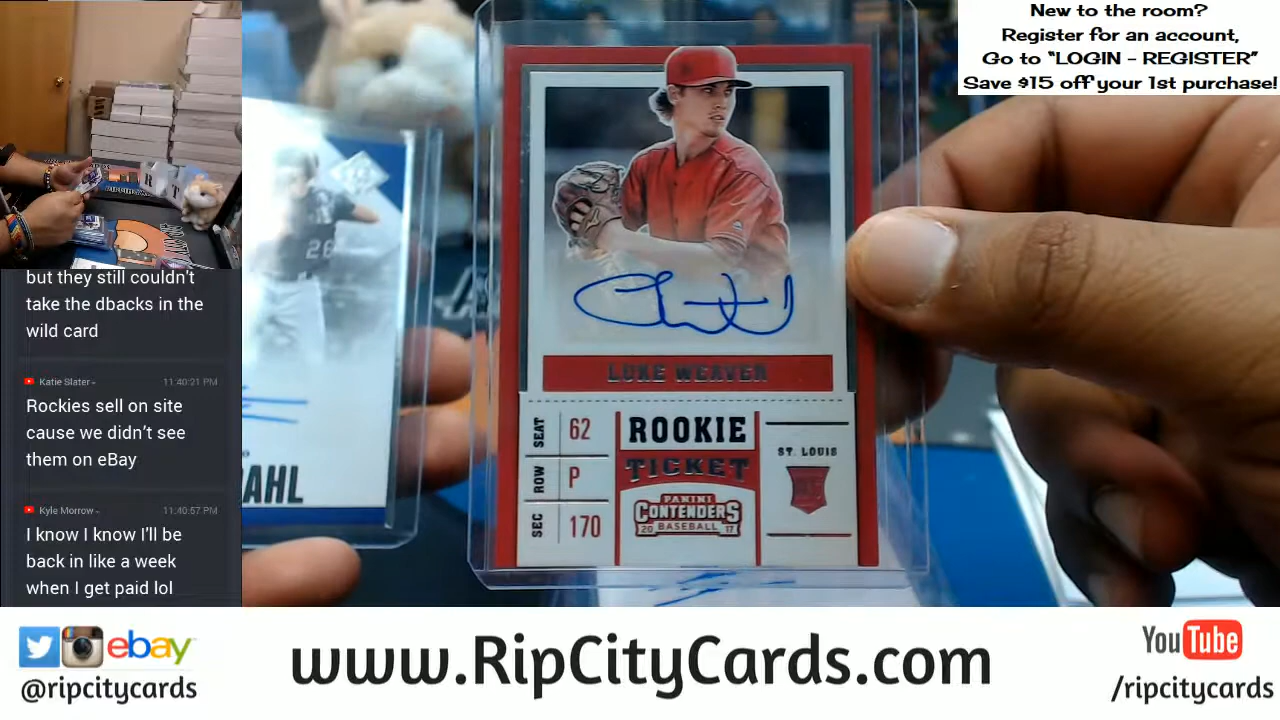 New to the room?
Register for an account,
Go to "LOGIN - REGISTER"
Save $15 off your 1st purchase!
but they still couldn't
take the dbacks in the
wild card
Katie Slater
11:40:21 PM
Rockies sell on site
cause we didn't see
them on eBay
Kyle Morrow
11:40:57 PM
I know I know I'll be
back in like a week
when I get paid lol
26
AHL
LUKE WEAVER
SEAT 62
ROW P
SEC 170
ROOKIE
TICKET
PANINI
CONTENDERS
20 BASEBALL 17
ST. LOUIS
RC
ebay
@ripcitycards
www.RipCityCards.com
YouTube
/ripcitycards